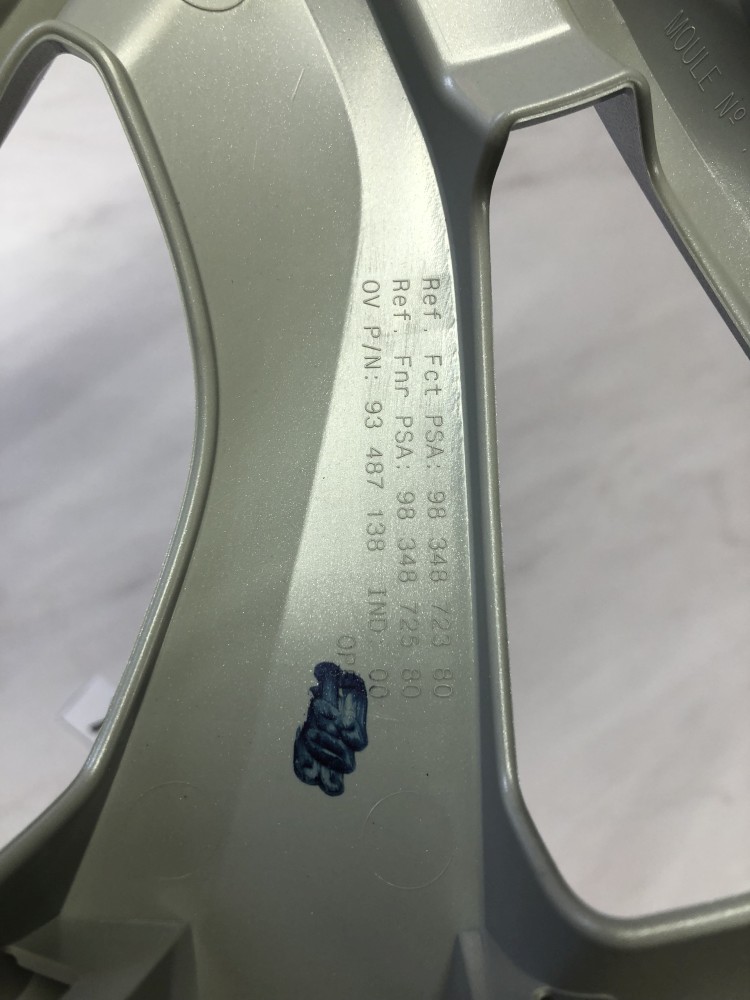 MOULE Nº
Ref. Fct PSA: 98 348 723 80
Ref. Fnr PSA: 98 348 725 80
OV P/N: 93 487 138 IND 00